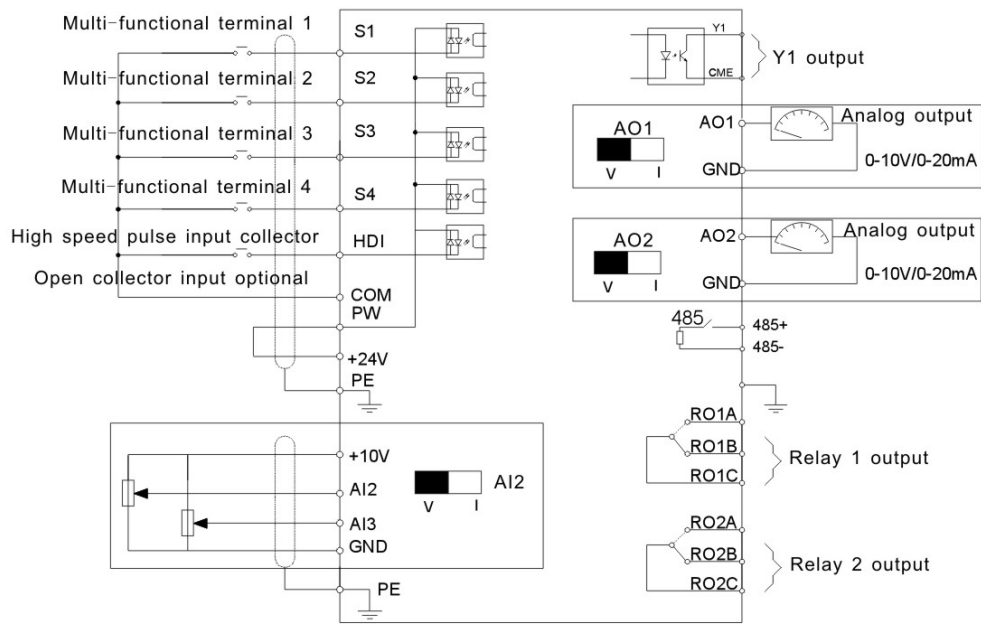 Multi-functional terminal 1
S1
Multi-functional terminal 2
S2
Multi-functional terminal 3
S3
Multi-functional terminal 4
S4
High speed pulse input collector
HDI
Open collector input optional
COM
PW
+24V
PE
+10V
AI2
AI3
GND
V I
AI2
PE
Y1
CME
Y1 output
AO1
V I
AO1
GND
Analog output
0-10V/0-20mA
AO2
V I
AO2
GND
Analog output
0-10V/0-20mA
485
485+
485-
RO1A
RO1B
RO1C
Relay 1 output
RO2A
RO2B
RO2C
Relay 2 output